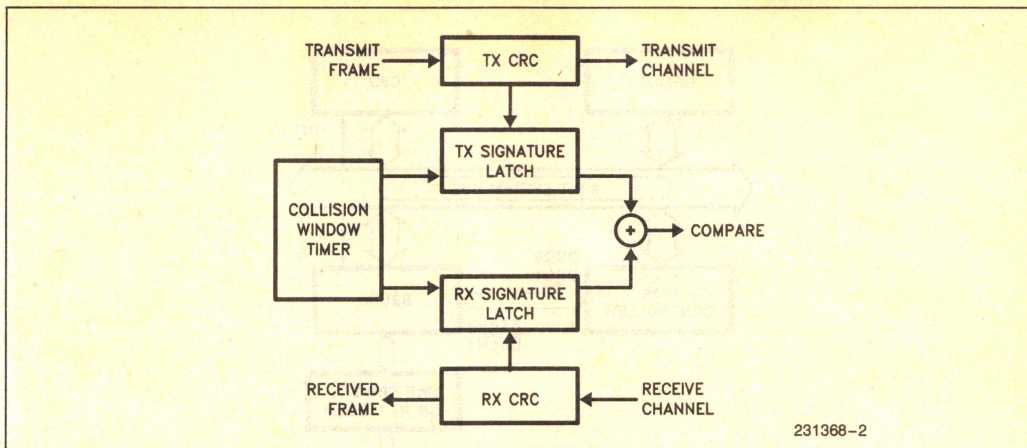 TRANSMIT FRAME
TX CRC
TRANSMIT CHANNEL
TX SIGNATURE
LATCH
COLLISION
WINDOW
TIMER
COMPARE
RX SIGNATURE
LATCH
RECEIVED FRAME
RX CRC
RECEIVE CHANNEL
231368-2